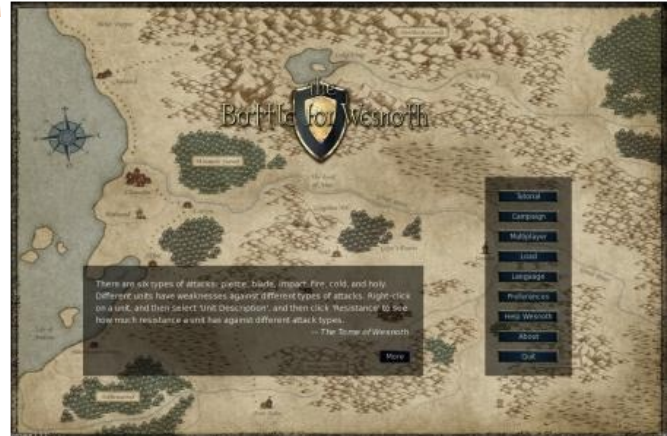 the
Battle for Wesnoth
Tutorial
Campaign
Multiplayer
Load
Language
Preferences
Help Wesnoth
About
Quit
There are six types of attacks: pierce, blade, impact, fire, cold, and holy.
Different units have weaknesses against different types of attacks. Right-click
on a unit, and then select 'Unit Description', and then click 'Resistance' to see
how much resistance a unit has against different attack types.
— The Tome of Wesnoth
More